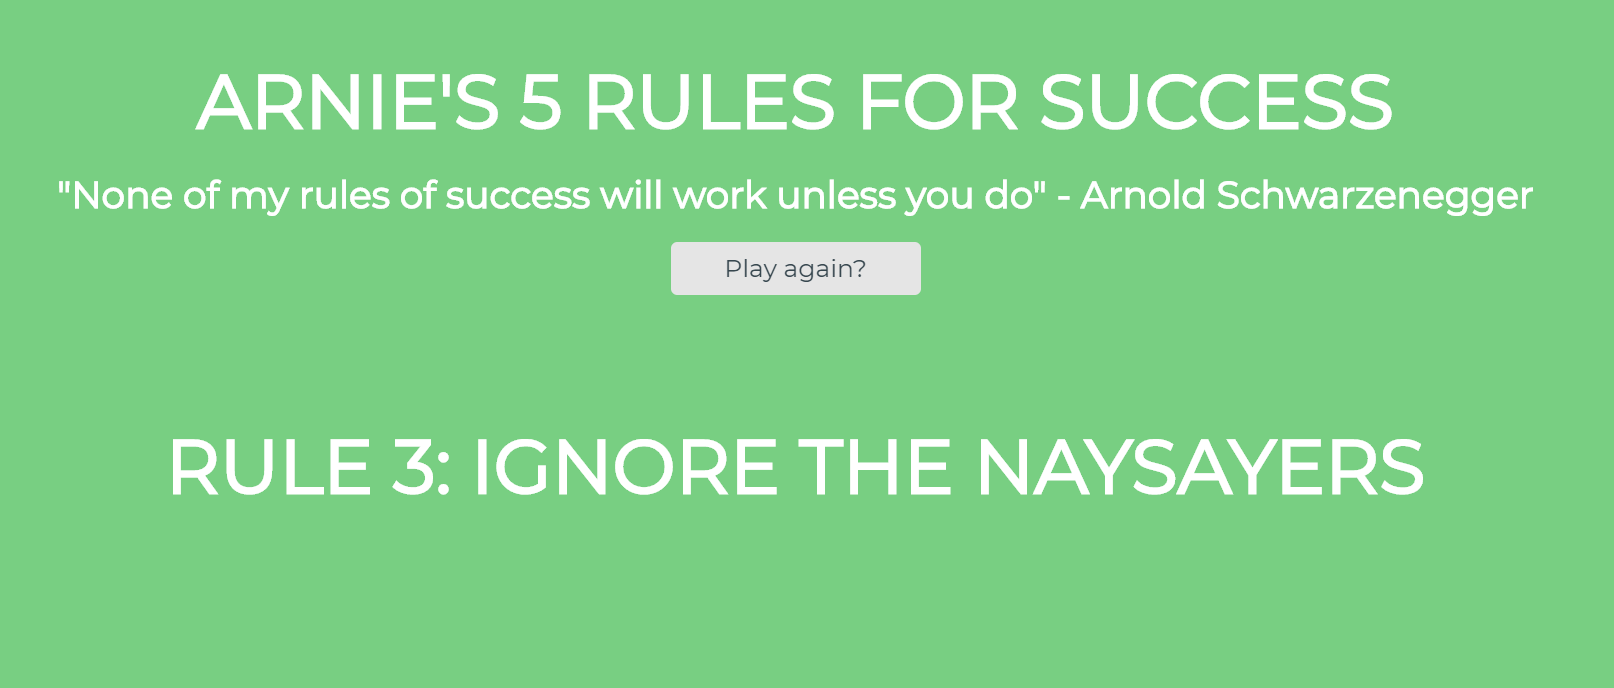 ARNIE'S 5 RULES FOR SUCCESS
"None of my rules of success will work unless you do" - Arnold Schwarzenegger
Play again?
RULE 3: IGNORE THE NAYSAYERS